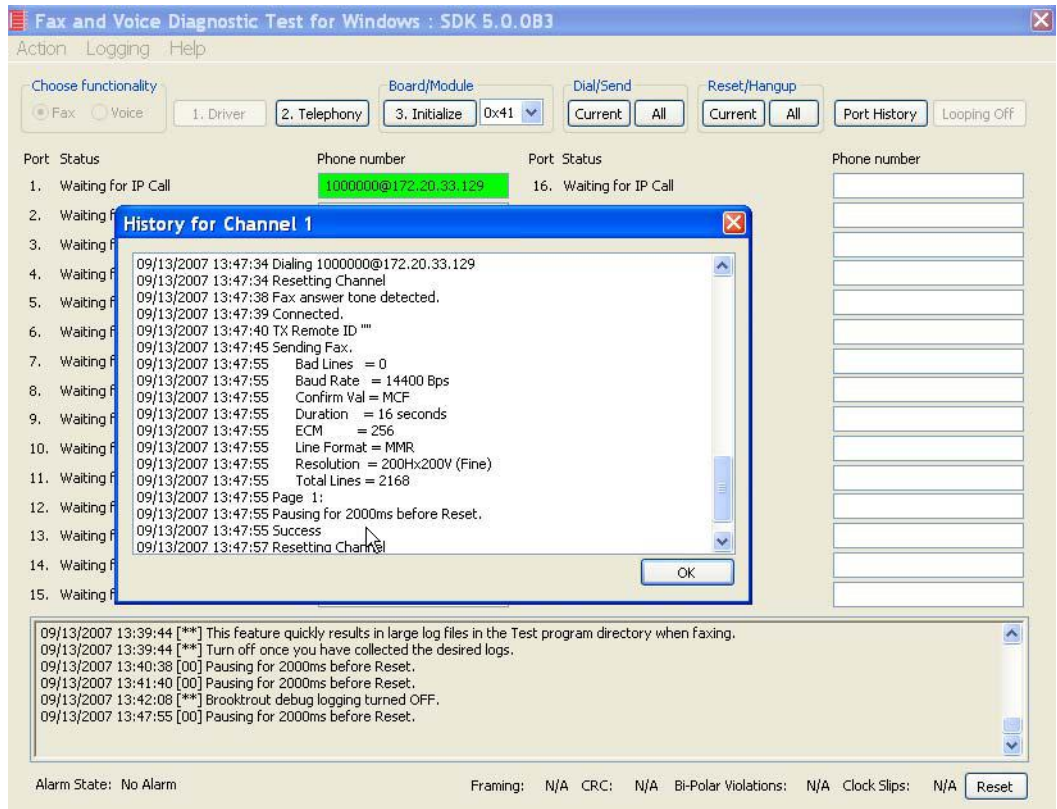 Fax and Voice Diagnostic Test for Windows : SDK 5.0.0B3
Action Logging Help
Choose functionality Board/Module Dial/Send Reset/Hangup
Fax Voice 1. Driver 2. Telephony 3. Initialize 0x41 Current All Current All Port History Looping Off
Port Status Phone number Port Status Phone number
1. Waiting for IP Call 1000000@172.20.33.129 16. Waiting for IP Call
2. Waiting f
3. Waiting f
4. Waiting f
5. Waiting f
6. Waiting f
7. Waiting f
8. Waiting f
9. Waiting f
10. Waiting f
11. Waiting f
12. Waiting f
13. Waiting f
14. Waiting f
15. Waiting f
History for Channel 1
09/13/2007 13:47:34 Dialing 1000000@172.20.33.129
09/13/2007 13:47:34 Resetting Channel
09/13/2007 13:47:38 Fax answer tone detected.
09/13/2007 13:47:39 Connected.
09/13/2007 13:47:40 TX Remote ID ""
09/13/2007 13:47:45 Sending Fax.
09/13/2007 13:47:55 Bad Lines = 0
09/13/2007 13:47:55 Baud Rate = 14400 Bps
09/13/2007 13:47:55 Confirm Val = MCF
09/13/2007 13:47:55 Duration = 16 seconds
09/13/2007 13:47:55 ECM = 256
09/13/2007 13:47:55 Line Format = MMR
09/13/2007 13:47:55 Resolution = 200Hx200V (Fine)
09/13/2007 13:47:55 Total Lines = 2168
09/13/2007 13:47:55 Page 1:
09/13/2007 13:47:55 Pausing for 2000ms before Reset.
09/13/2007 13:47:55 Success
09/13/2007 13:47:57 Resetting Channel
OK
09/13/2007 13:39:44 [**] This feature quickly results in large log files in the Test program directory when faxing.
09/13/2007 13:39:44 [**] Turn off once you have collected the desired logs.
09/13/2007 13:40:38 [00] Pausing for 2000ms before Reset.
09/13/2007 13:41:40 [00] Pausing for 2000ms before Reset.
09/13/2007 13:42:08 [**] Brooktrout debug logging turned OFF.
09/13/2007 13:47:55 [00] Pausing for 2000ms before Reset.
Alarm State: No Alarm Framing: N/A CRC: N/A Bi-Polar Violations: N/A Clock Slips: N/A Reset